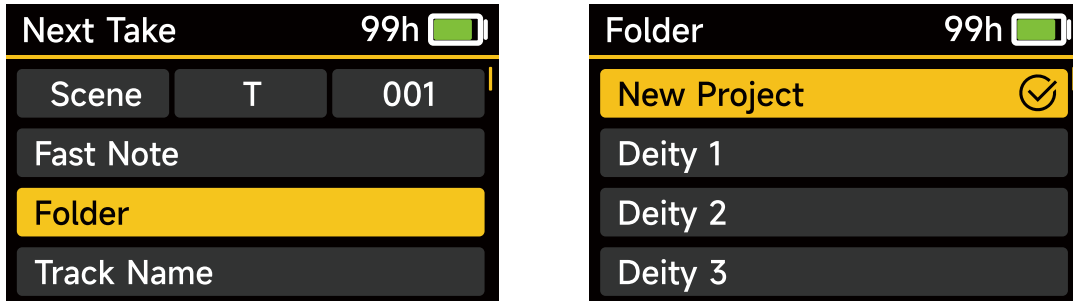 Next Take 99h
Scene T 001
Fast Note
Folder
Track Name
Folder 99h
New Project
Deity 1
Deity 2
Deity 3